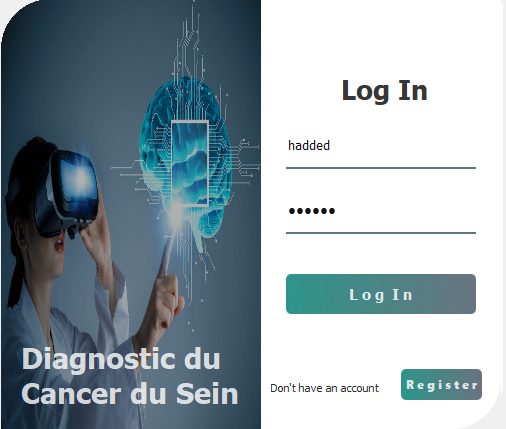 Log In
hadded
••••••
Log In
Don't have an account
Register
Diagnostic du
Cancer du Sein